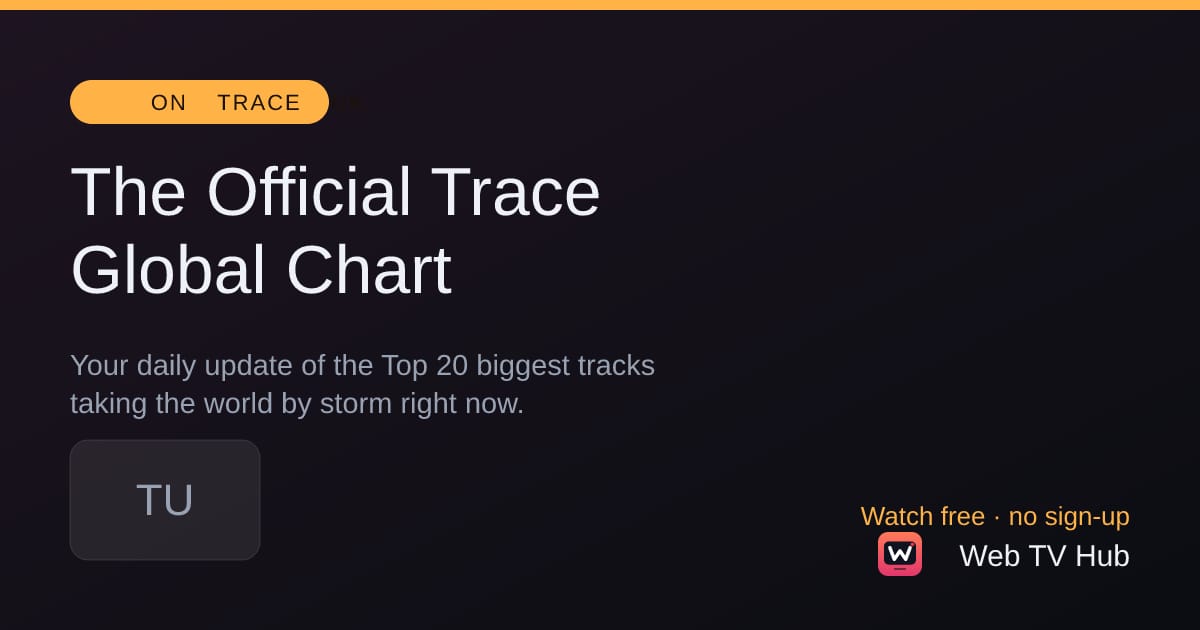 ON TRACE
The Official Trace
Global Chart
Your daily update of the Top 20 biggest tracks
taking the world by storm right now.
TU
Watch free · no sign-up
W
Web TV Hub